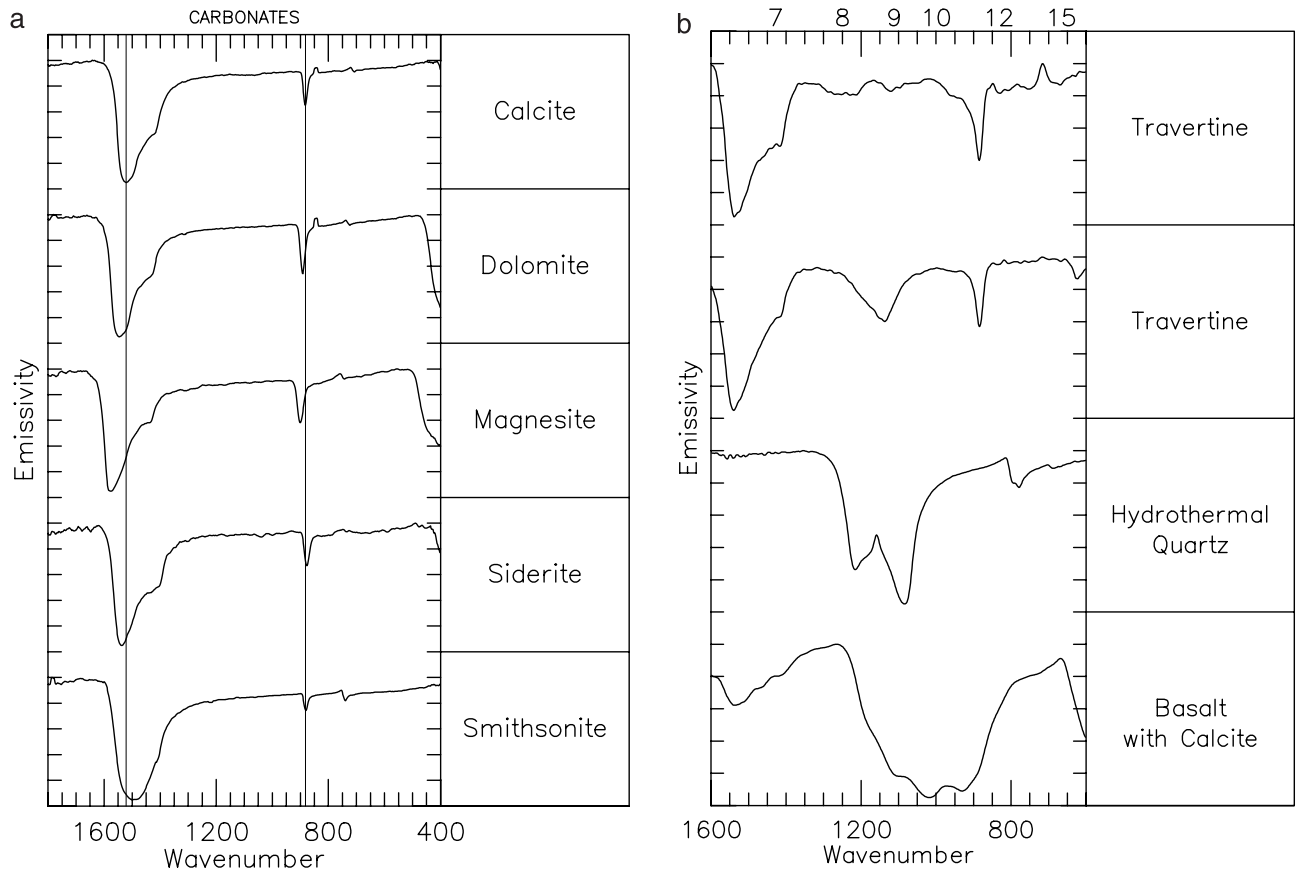 a
CARBONATES
Calcite
Dolomite
Magnesite
Siderite
Smithsonite
Emissivity
1600 1200 800 400
Wavenumber
b
7 8 9 10 12 15
Travertine
Travertine
Hydrothermal
Quartz
Basalt
with Calcite
Emissivity
1600 1200 800
Wavenumber